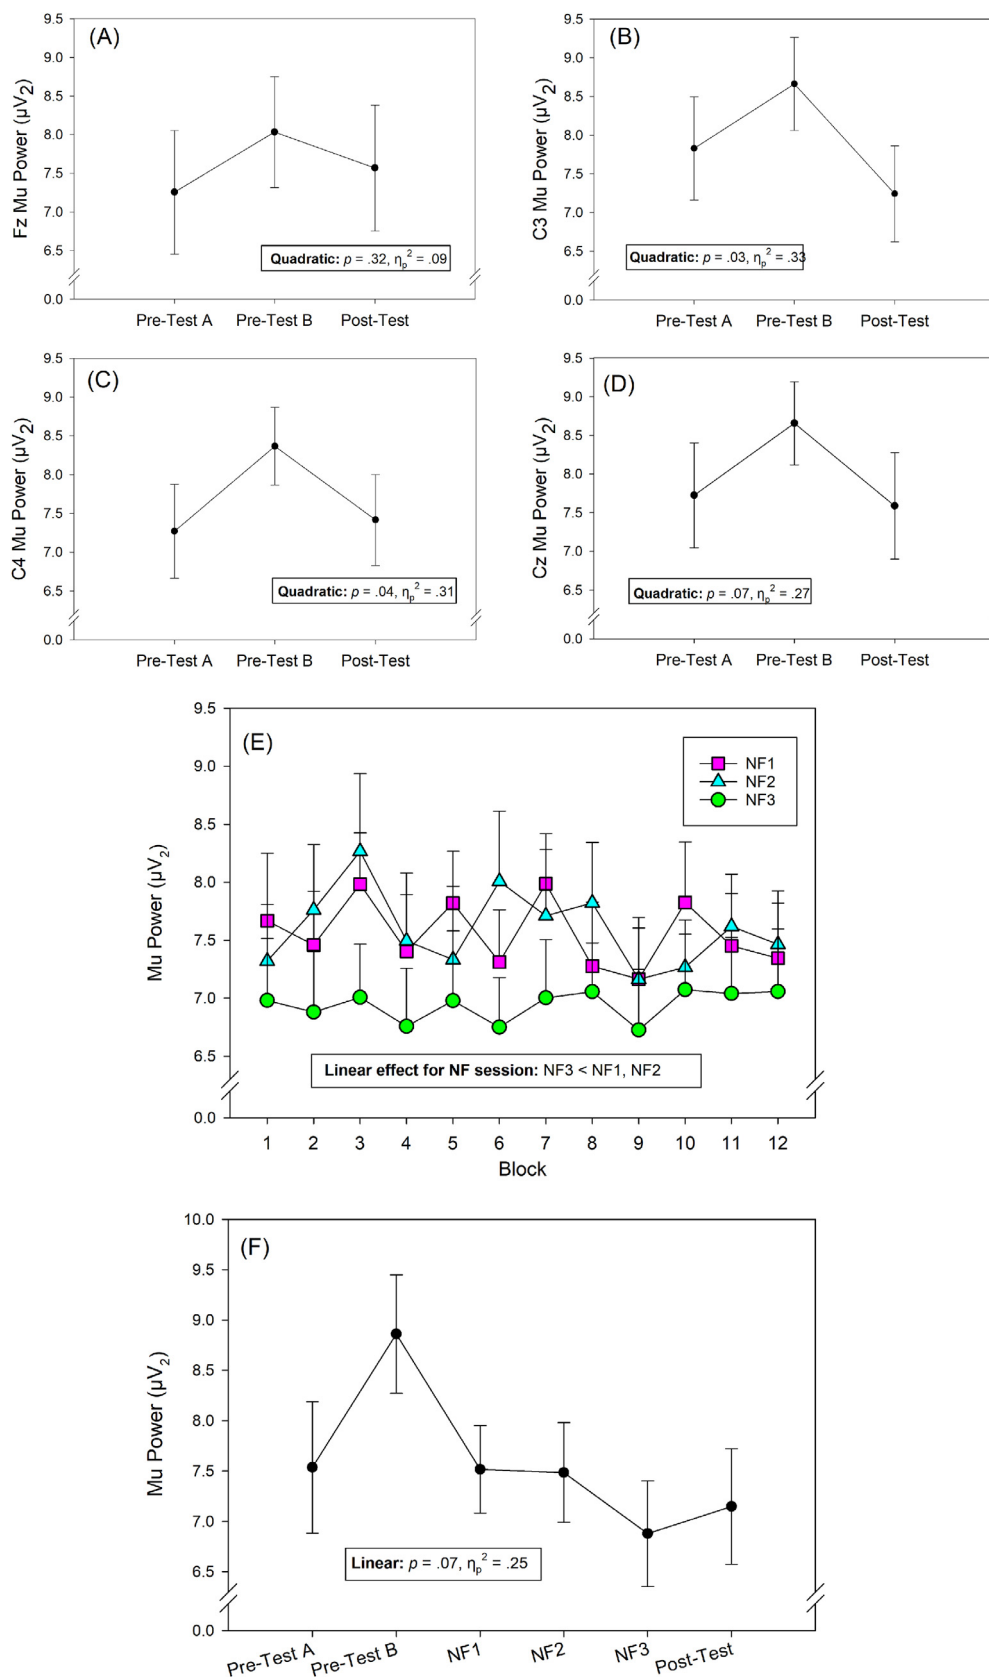 (A)
9.5
9.0
8.5
8.0
7.5
7.0
6.5
0.0
Fz Mu Power (µV2)
Quadratic: p = .32, ηp2 = .09
Pre-Test A Pre-Test B Post-Test
(B)
9.5
9.0
8.5
8.0
7.5
7.0
6.5
0.0
C3 Mu Power (µV2)
Quadratic: p = .03, ηp2 = .33
Pre-Test A Pre-Test B Post-Test
(C)
9.5
9.0
8.5
8.0
7.5
7.0
6.5
0.0
C4 Mu Power (µV2)
Quadratic: p = .04, ηp2 = .31
Pre-Test A Pre-Test B Post-Test
(D)
9.5
9.0
8.5
8.0
7.5
7.0
6.5
0.0
Cz Mu Power (µV2)
Quadratic: p = .07, ηp2 = .27
Pre-Test A Pre-Test B Post-Test
(E)
9.5
9.0
8.5
8.0
7.5
7.0
6.5
0.0
Mu Power (µV2)
NF1
NF2
NF3
Linear effect for NF session: NF3 < NF1, NF2
1 2 3 4 5 6 7 8 9 10 11 12
Block
(F)
10.0
9.5
9.0
8.5
8.0
7.5
7.0
6.5
0.0
Mu Power (µV2)
Linear: p = .07, ηp2 = .25
Pre-Test A Pre-Test B NF1 NF2 NF3 Post-Test